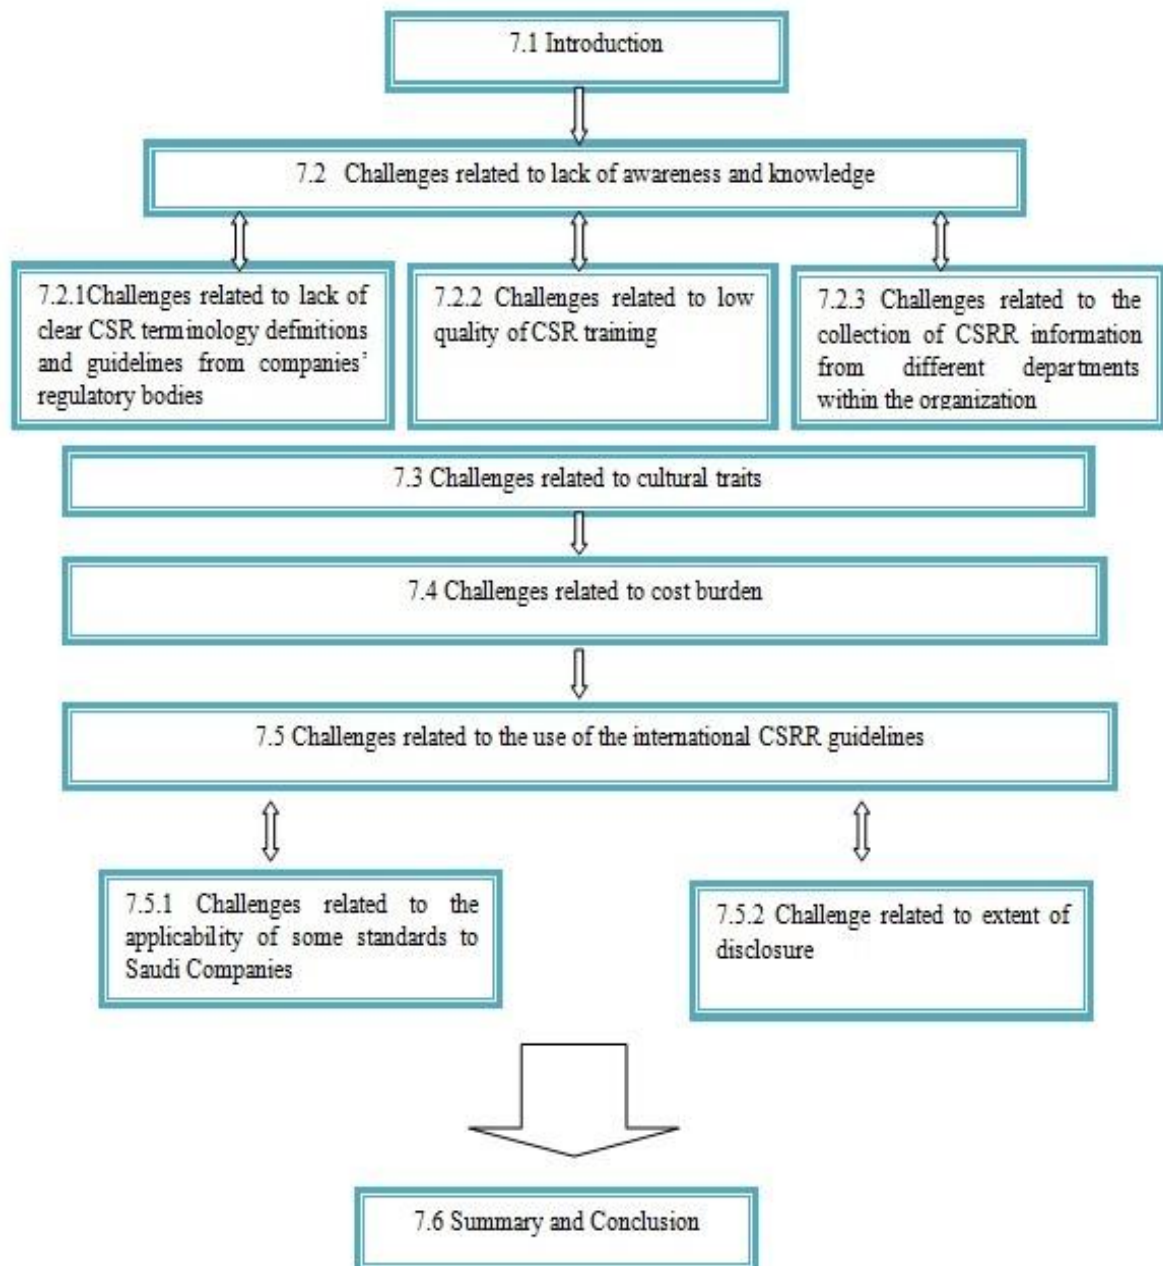 7.1 Introduction
7.2 Challenges related to lack of awareness and knowledge
7.2.1Challenges related to lack of
clear CSR terminology definitions
and guidelines from companies’
regulatory bodies
7.2.2 Challenges related to low
quality of CSR training
7.2.3 Challenges related to the
collection of CSRR information
from different departments
within the organization
7.3 Challenges related to cultural traits
7.4 Challenges related to cost burden
7.5 Challenges related to the use of the international CSRR guidelines
7.5.1 Challenges related to the
applicability of some standards to
Saudi Companies
7.5.2 Challenge related to extent of
disclosure
7.6 Summary and Conclusion